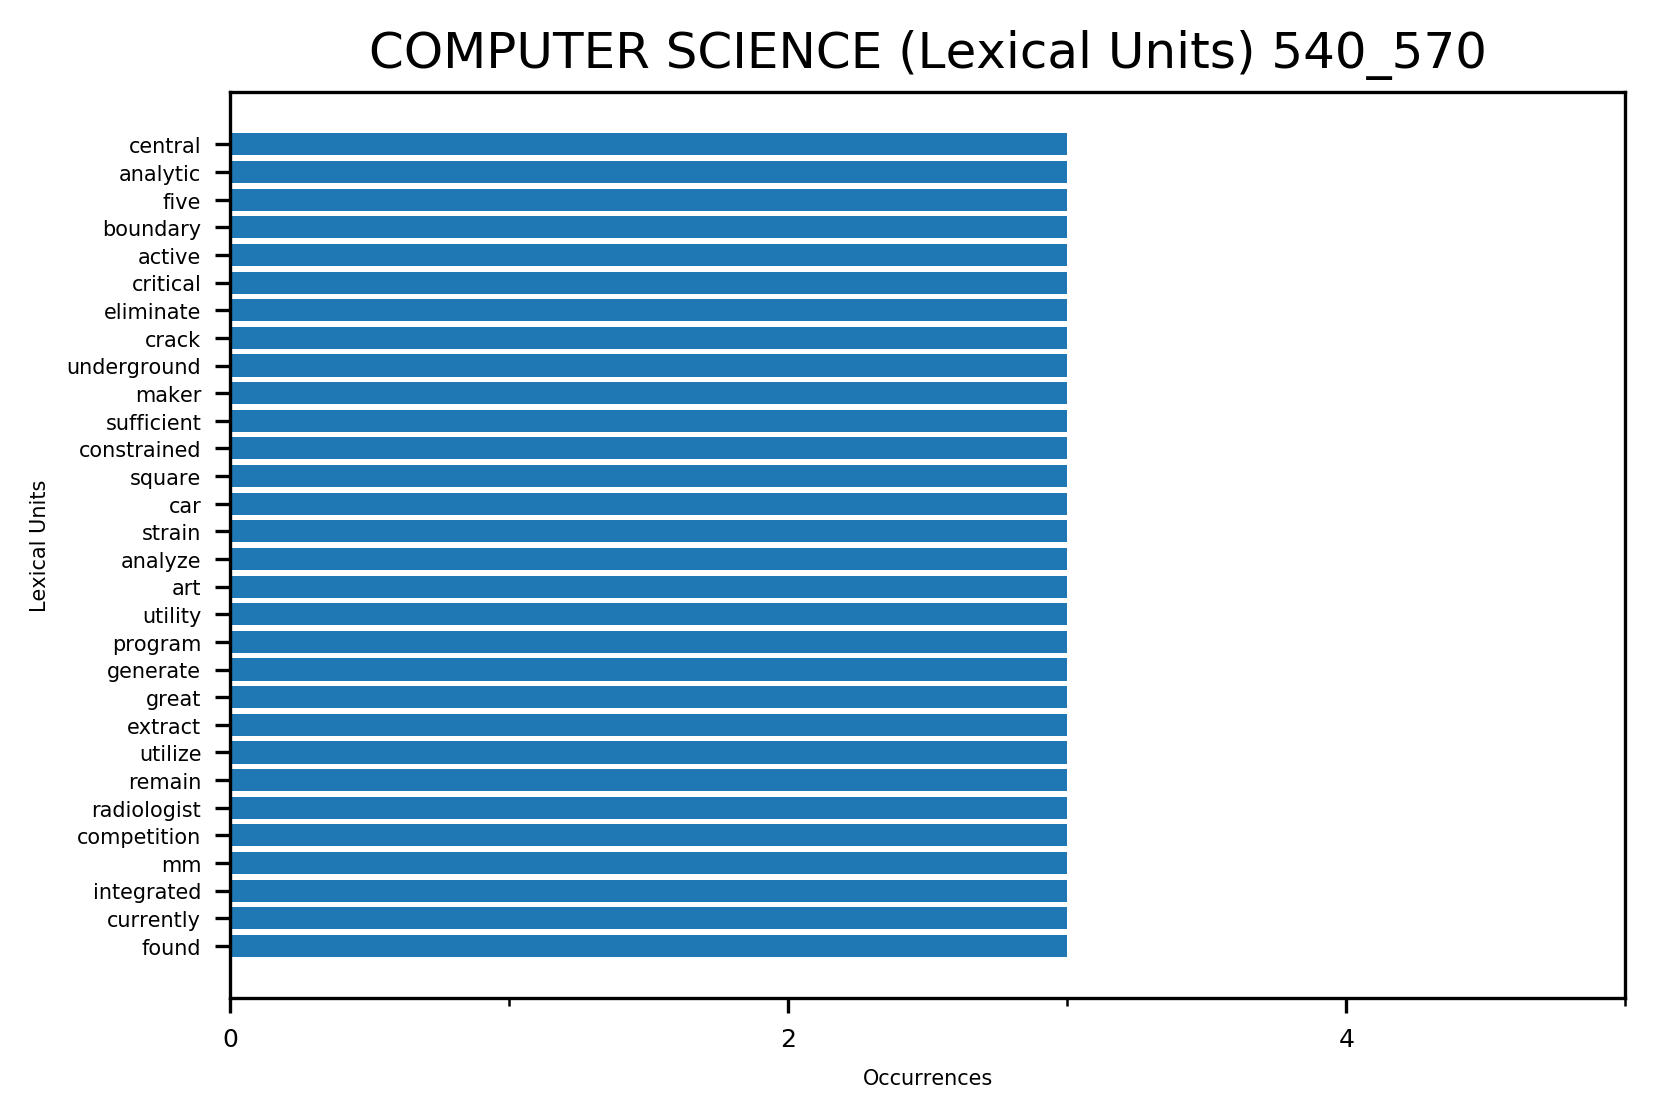 COMPUTER SCIENCE (Lexical Units) 540_570
central
analytic
five
boundary
active
critical
eliminate
crack
underground
maker
sufficient
constrained
square
car
strain
analyze
art
utility
program
generate
great
extract
utilize
remain
radiologist
competition
mm
integrated
currently
found
Lexical Units
0 2 4
Occurrences